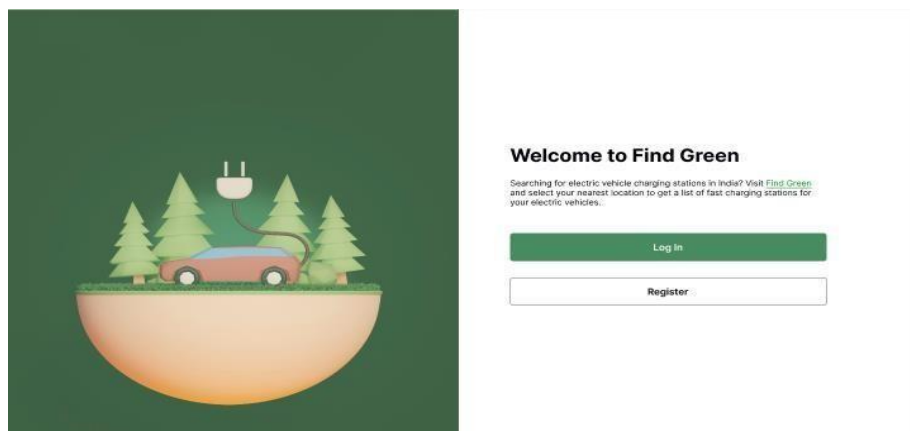 Welcome to Find Green
Searching for electric vehicle charging stations in India? Visit Find Green
and select your nearest location to get a list of fast charging stations for
your electric vehicles..
Log In
Register